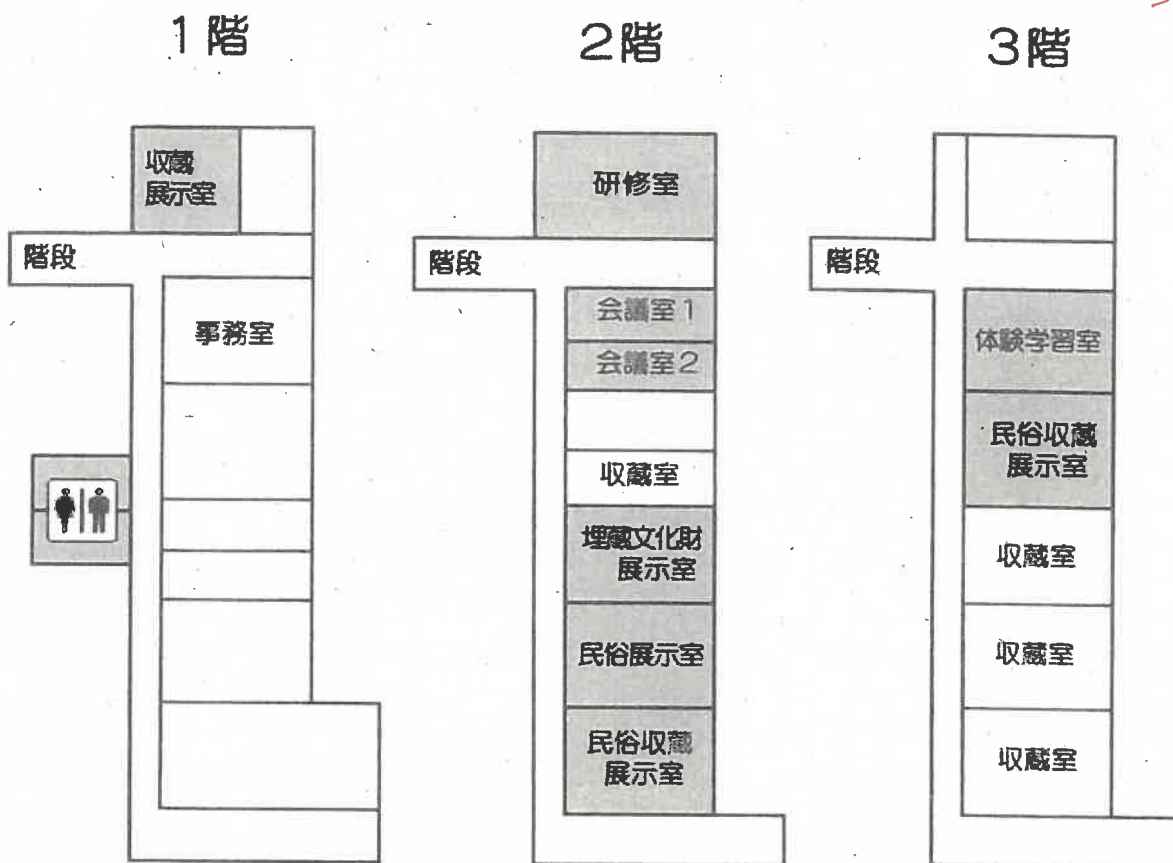 1階
収蔵
展示室
階段
事務室
2階
研修室
階段
会議室1
会議室2
収蔵室
埋蔵文化財
展示室
民俗展示室
民俗収蔵
展示室
3階
階段
体験学習室
民俗収蔵
展示室
収蔵室
収蔵室
収蔵室